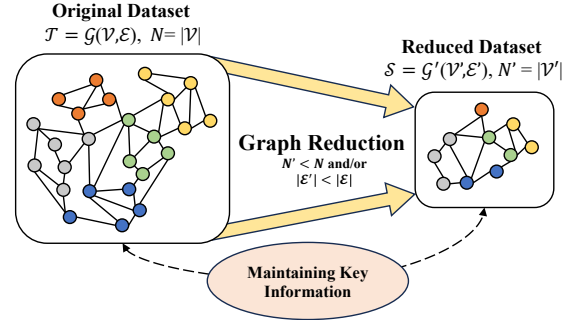 Original Dataset
𝒯 = 𝒢(𝒱,ℰ), N= |𝒱|
Reduced Dataset
𝒮 = 𝒢′(𝒱′,ℰ′), N′ = |𝒱′|
Graph Reduction
N′ < N and/or
|ℰ′| < |ℰ|
Maintaining Key
Information